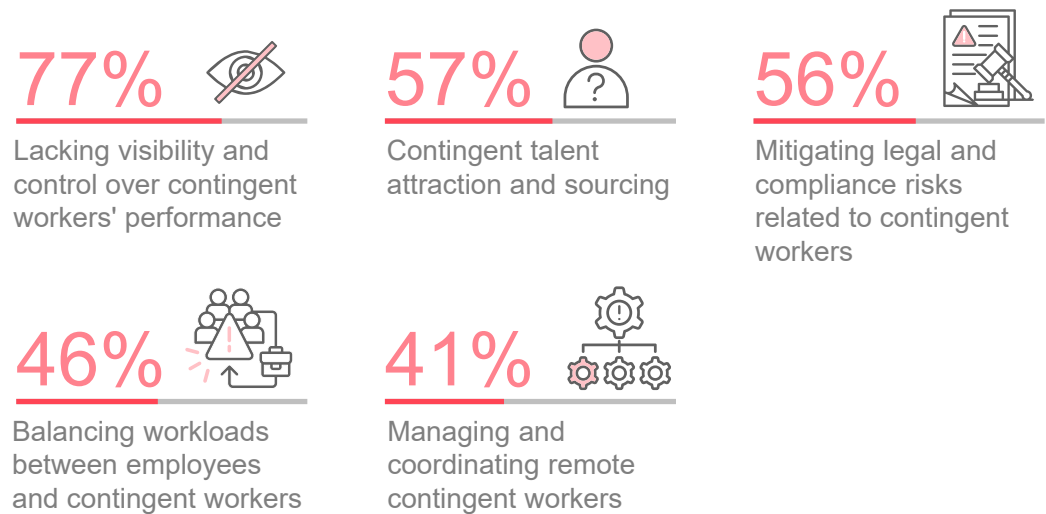 77%
Lacking visibility and
control over contingent
workers' performance
57%
?
Contingent talent
attraction and sourcing
56%
!
Mitigating legal and
compliance risks
related to contingent
workers
46%
!
Balancing workloads
between employees
and contingent workers
41%
!
Managing and
coordinating remote
contingent workers